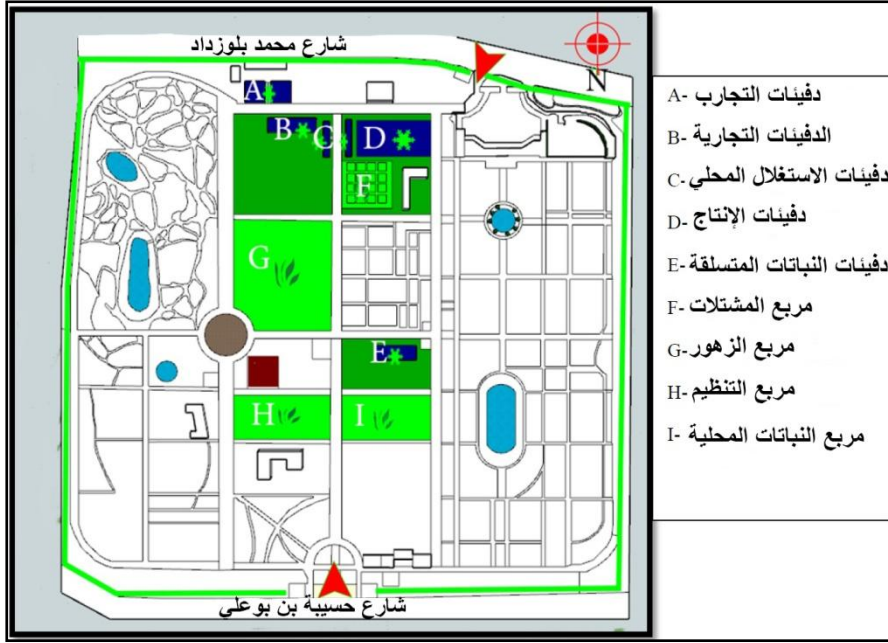 شارع محمد بلوزداد
N
A
B
C
D
F
G
E
H
I
شارع حسيبة بن بوعلي
A- دفيئات التجارب
B- الدفيئات التجارية
C- دفيئات الاستغلال المحلي
D- دفيئات الإنتاج
E- دفيئات النباتات المتسلقة
F- مربع المشتلات
G- مربع الزهور
H- مربع التنظيم
I- مربع النباتات المحلية